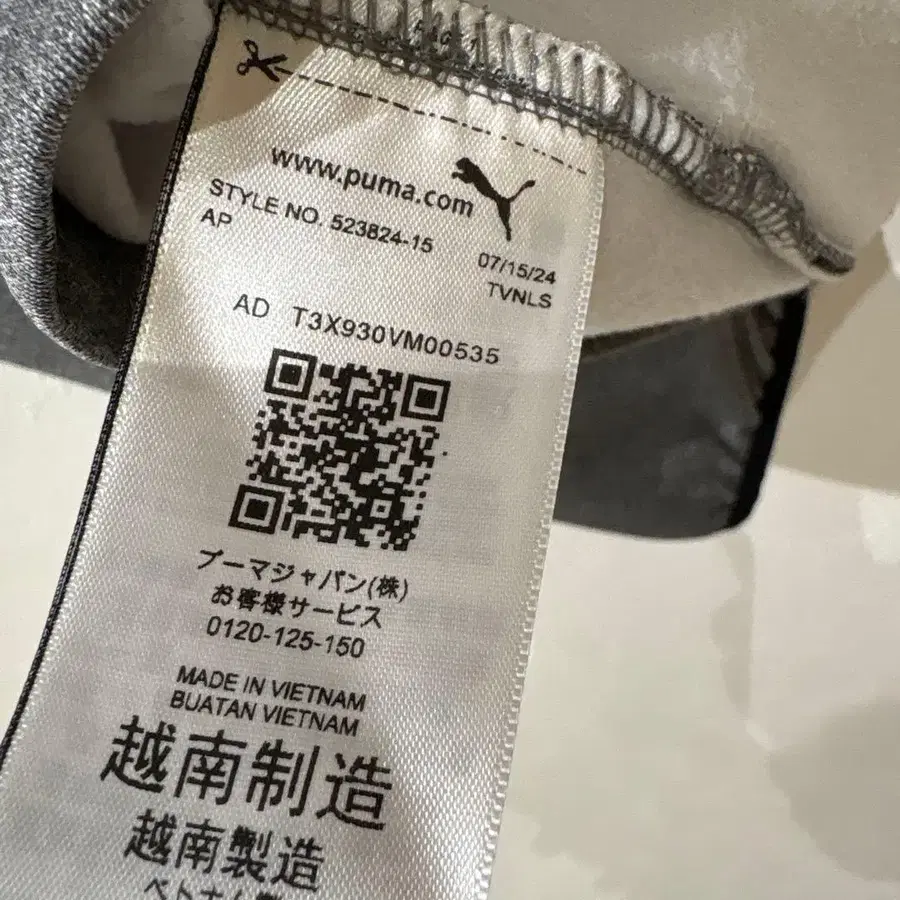 www.puma.com
STYLE NO. 523824-15
AP
07/15/24
TVNLS
AD T3X930VM00535
プーマジャパン(株)
お客様サービス
0120-125-150
MADE IN VIETNAM
BUATAN VIETNAM
越南制造
越南製造